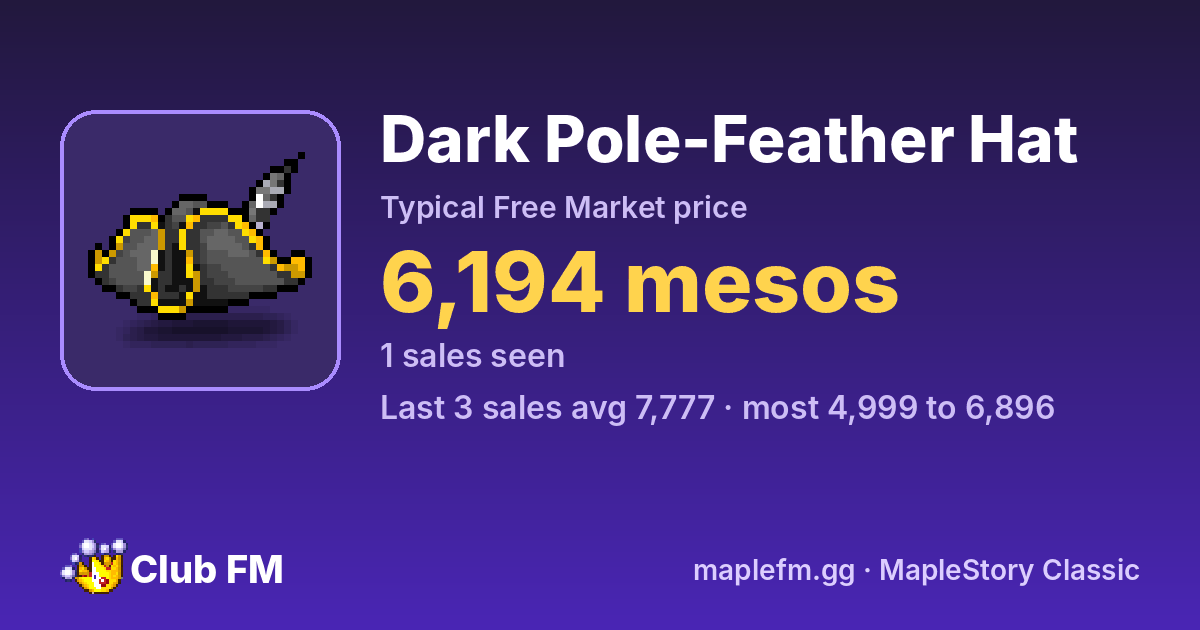 Dark Pole-Feather Hat
Typical Free Market price
6,194 mesos
1 sales seen
Last 3 sales avg 7,777 · most 4,999 to 6,896
Club FM
maplefm.gg · MapleStory Classic